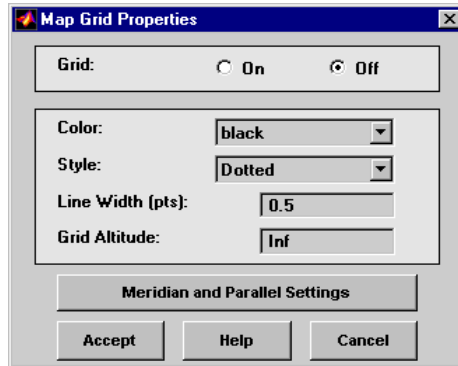 Map Grid Properties
Grid: On Off
Color: black
Style: Dotted
Line Width (pts): 0.5
Grid Altitude: Inf
Meridian and Parallel Settings
Accept Help Cancel